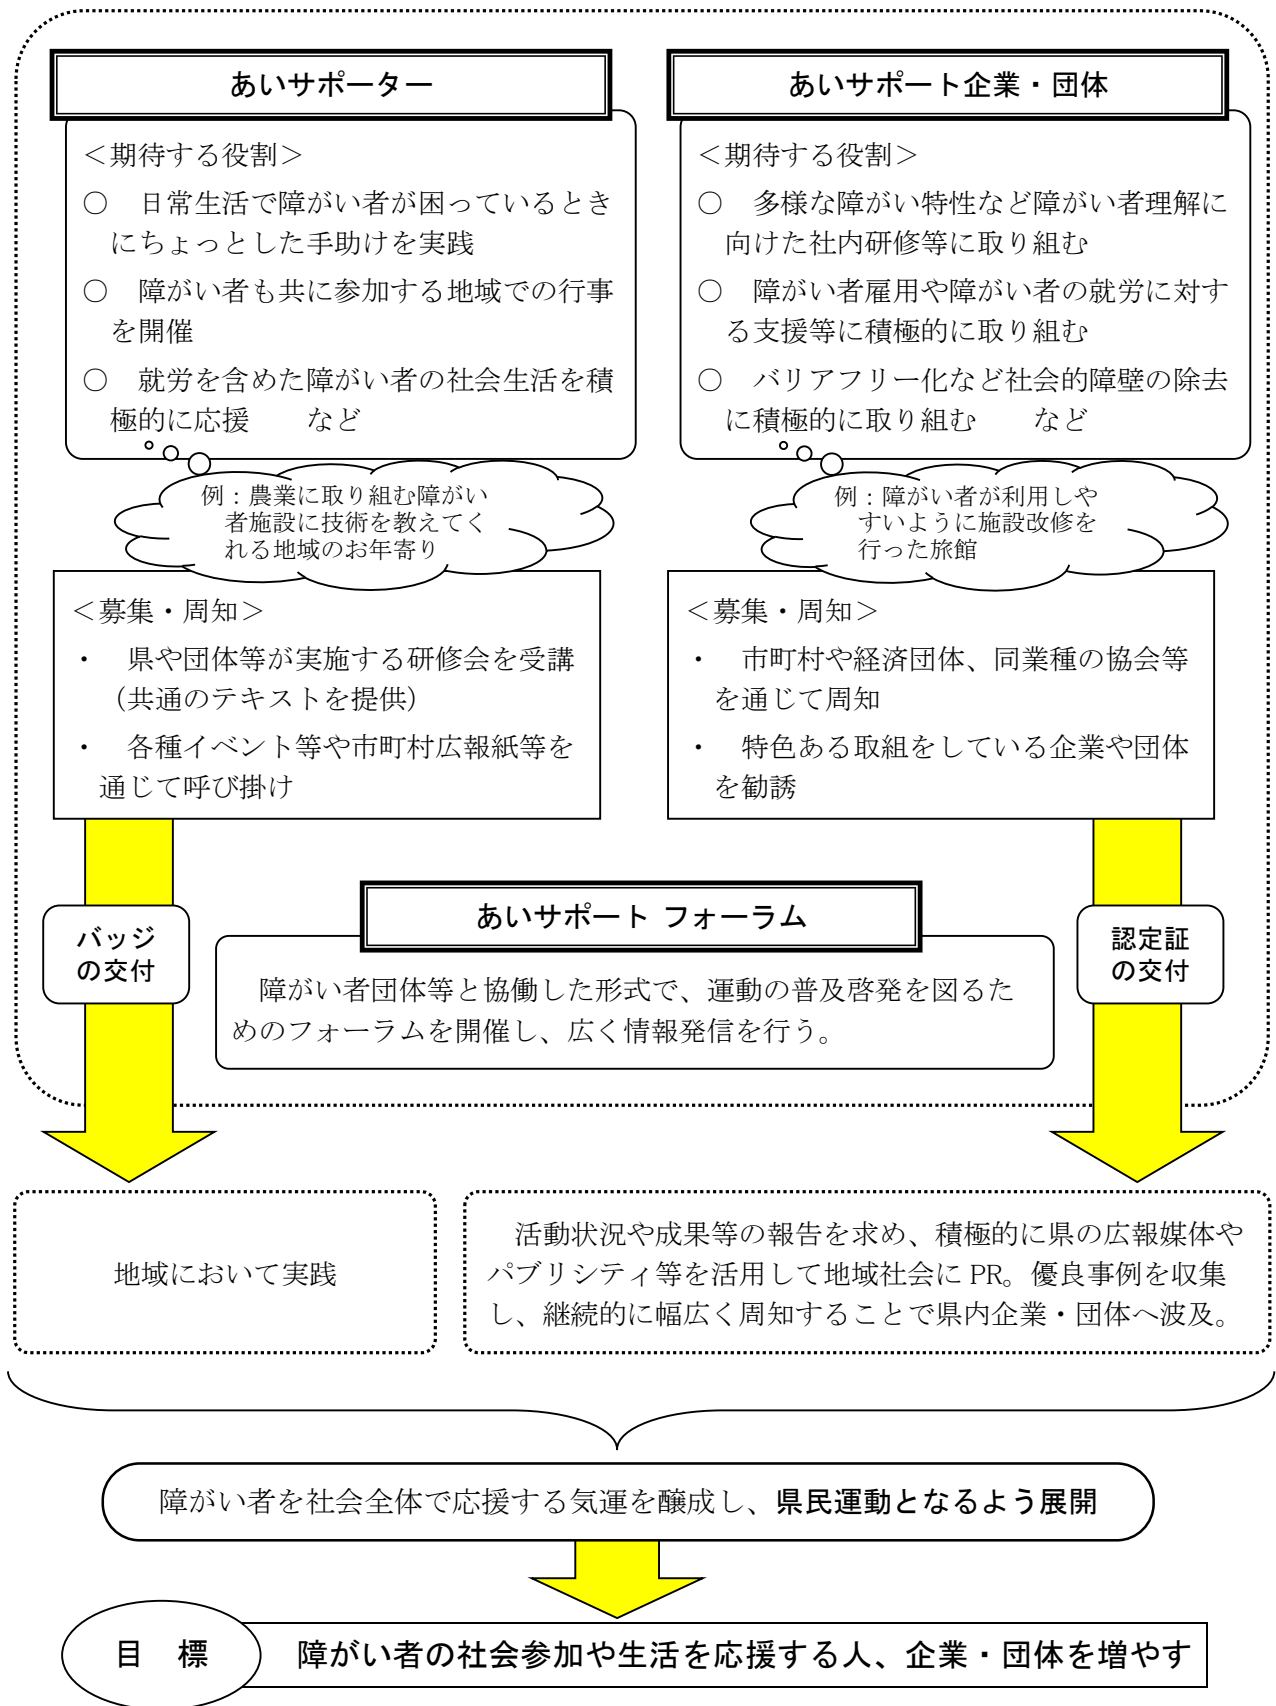 あいサポーター
＜期待する役割＞
○　日常生活で障がい者が困っているとき
にちょっとした手助けを実践
○　障がい者も共に参加する地域での行事
を開催
○　就労を含めた障がい者の社会生活を積
極的に応援　　など
例：農業に取り組む障がい
者施設に技術を教えてく
れる地域のお年寄り
＜募集・周知＞
・　県や団体等が実施する研修会を受講
（共通のテキストを提供）
・　各種イベント等や市町村広報紙等を
通じて呼び掛け
あいサポート企業・団体
＜期待する役割＞
○　多様な障がい特性など障がい者理解に
向けた社内研修等に取り組む
○　障がい者雇用や障がい者の就労に対す
る支援等に積極的に取り組む
○　バリアフリー化など社会的障壁の除去
に積極的に取り組む　　など
例：障がい者が利用しや
すいように施設改修を
行った旅館
＜募集・周知＞
・　市町村や経済団体、同業種の協会等
を通じて周知
・　特色ある取組をしている企業や団体
を勧誘
バッジ
の交付
あいサポート フォーラム
障がい者団体等と協働した形式で、運動の普及啓発を図るた
めのフォーラムを開催し、広く情報発信を行う。
認定証
の交付
地域において実践
活動状況や成果等の報告を求め、積極的に県の広報媒体や
パブリシティ等を活用して地域社会に PR。優良事例を収集
し、継続的に幅広く周知することで県内企業・団体へ波及。
障がい者を社会全体で応援する気運を醸成し、県民運動となるよう展開
目　標
障がい者の社会参加や生活を応援する人、企業・団体を増やす